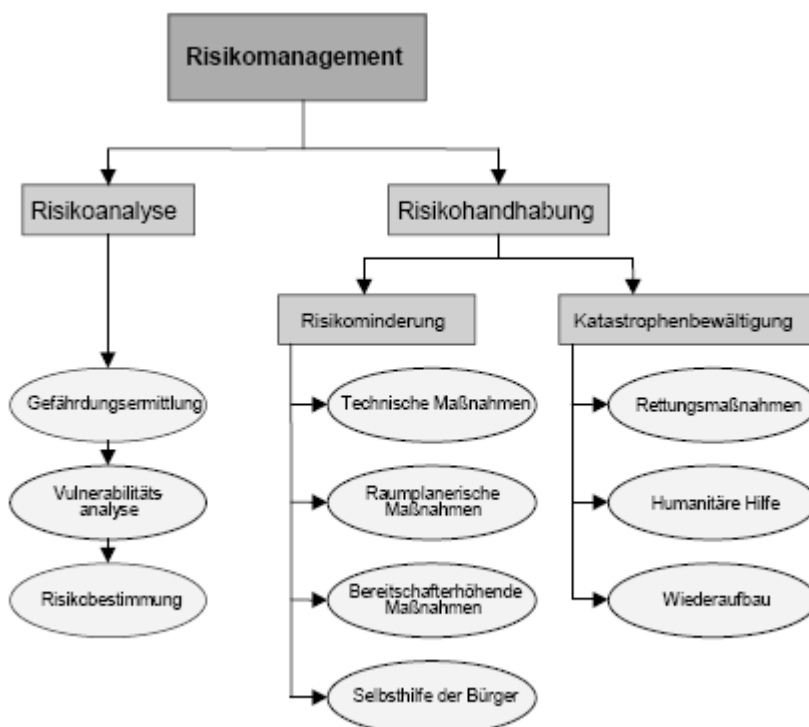 Risikomanagement
Risikoanalyse
Risikohandhabung
Risikominderung
Katastrophenbewältigung
Gefährdungsermittlung
Technische Maßnahmen
Rettungsmaßnahmen
Vulnerabilitäts
analyse
Raumplanerische
Maßnahmen
Humanitäre Hilfe
Risikobestimmung
Bereitschafterhöhende
Maßnahmen
Wiederaufbau
Selbsthilfe der Bürger